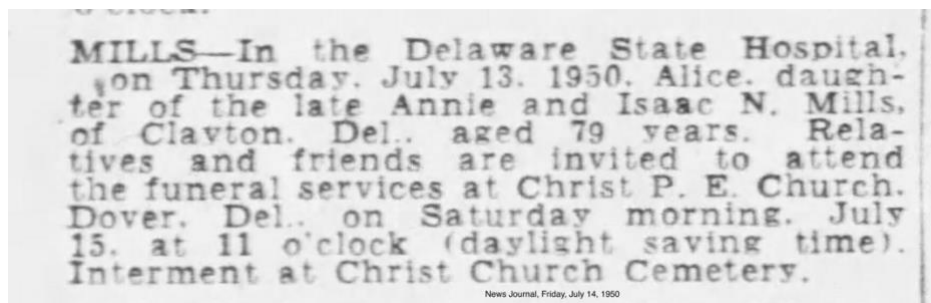 o'clock.
MILLS—In the Delaware State Hospital,
on Thursday, July 13, 1950, Alice, daugh-
ter of the late Annie and Isaac N. Mills,
of Clayton, Del., aged 79 years. Rela-
tives and friends are invited to attend
the funeral services at Christ P. E. Church,
Dover, Del., on Saturday morning, July
15, at 11 o'clock (daylight saving time).
Interment at Christ Church Cemetery.
News Journal, Friday, July 14, 1950